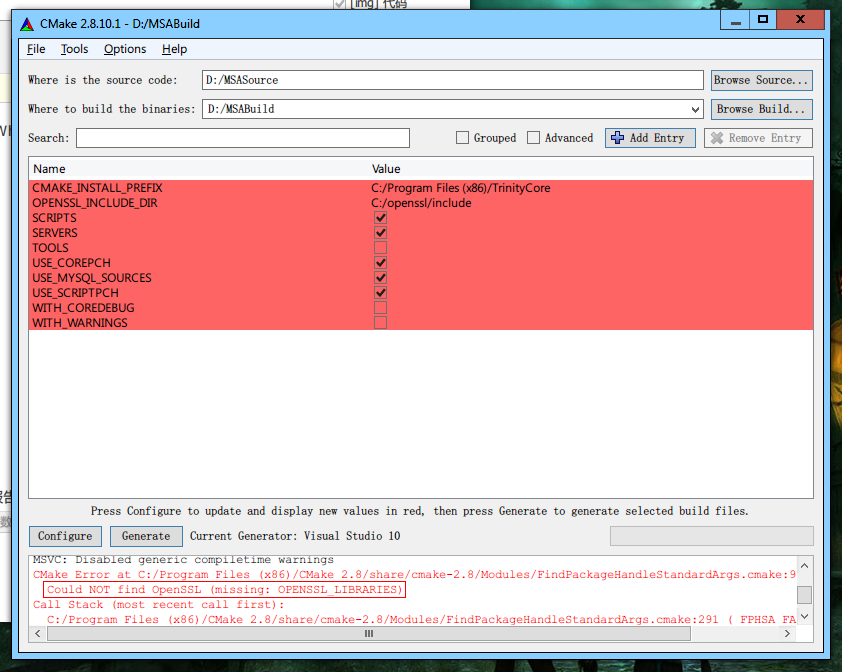 [img] 代码
CMake 2.8.10.1 - D:/MSABuild
File Tools Options Help
Where is the source code: D:/MSASource Browse Source...
Where to build the binaries: D:/MSABuild Browse Build...
Search: Grouped Advanced Add Entry Remove Entry
Name Value
CMAKE_INSTALL_PREFIX C:/Program Files (x86)/TrinityCore
OPENSSL_INCLUDE_DIR C:/openssl/include
SCRIPTS
SERVERS
TOOLS
USE_COREPCH
USE_MYSQL_SOURCES
USE_SCRIPTPCH
WITH_COREDEBUG
WITH_WARNINGS
Press Configure to update and display new values in red, then press Generate to generate selected build files.
Configure Generate Current Generator: Visual Studio 10
MSVC: Disabled generic compiletime warnings
CMake Error at C:/Program Files (x86)/CMake 2.8/share/cmake-2.8/Modules/FindPackageHandleStandardArgs.cmake:9
Could NOT find OpenSSL (missing: OPENSSL_LIBRARIES)
Call Stack (most recent call first):
C:/Program Files (x86)/CMake 2.8/share/cmake-2.8/Modules/FindPackageHandleStandardArgs.cmake:291 (_FPHSA_FA